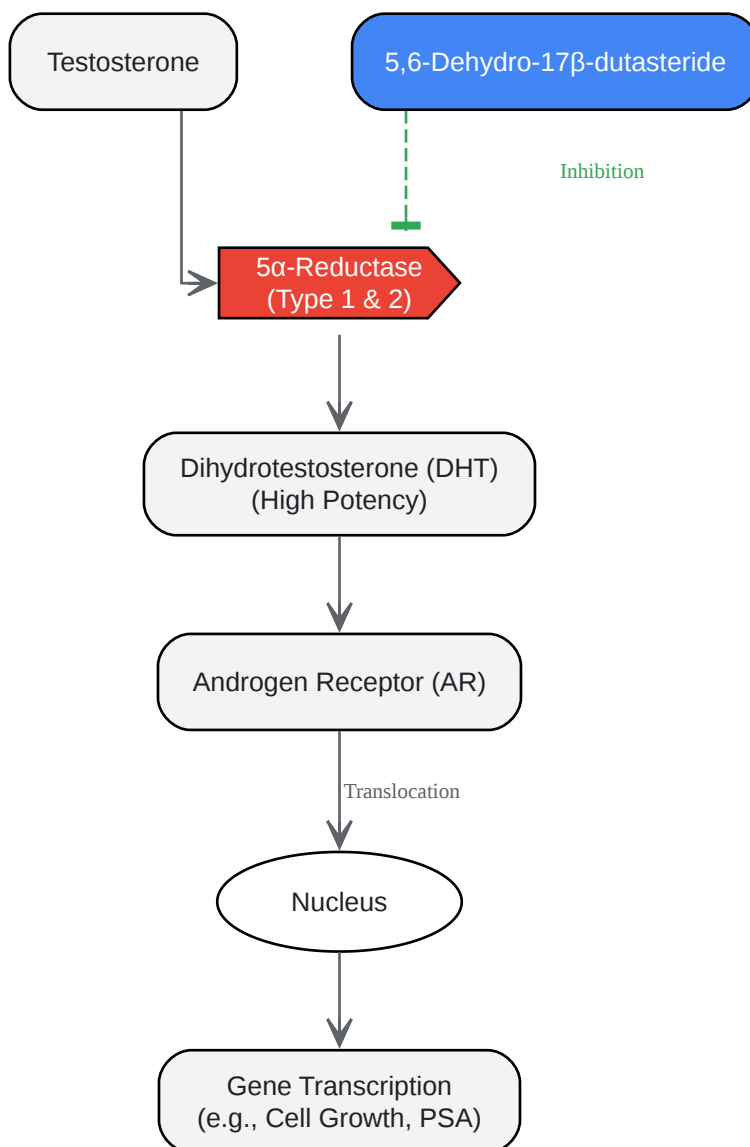 Testosterone
5,6-Dehydro-17β-dutasteride
Inhibition
5α-Reductase
(Type 1 & 2)
Dihydrotestosterone (DHT)
(High Potency)
Androgen Receptor (AR)
Translocation
Nucleus
Gene Transcription
(e.g., Cell Growth, PSA)